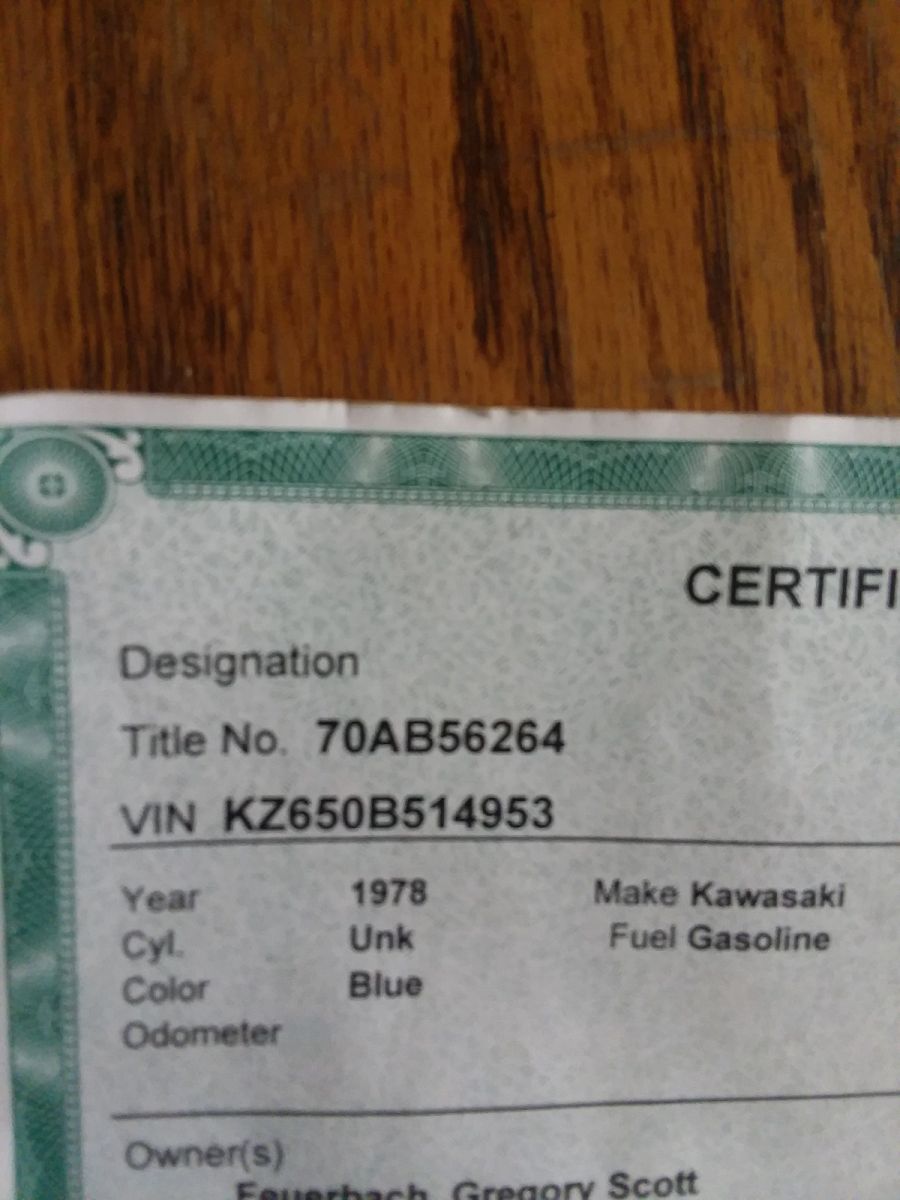 CERTIFI
Designation
Title No. 70AB56264
VIN KZ650B514953
Year 1978 Make Kawasaki
Cyl. Unk Fuel Gasoline
Color Blue
Odometer
Owner(s)
Feuerbach, Gregory Scott